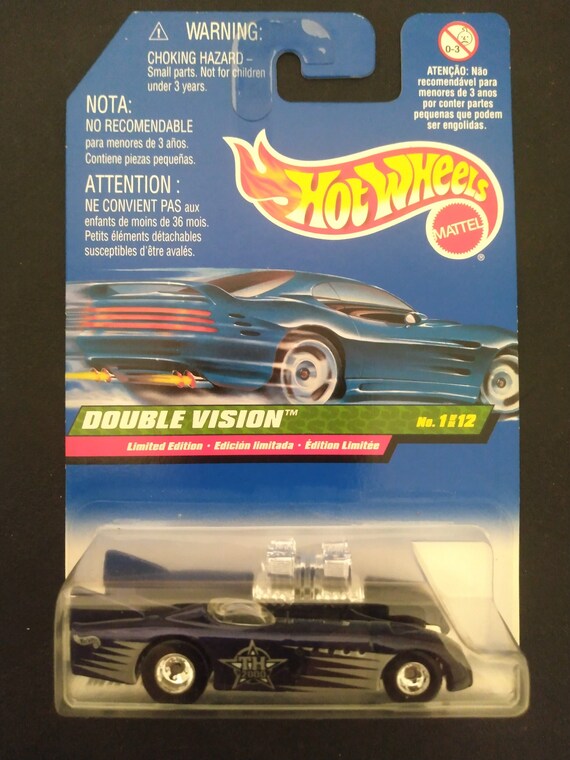 WARNING:
CHOKING HAZARD –
Small parts. Not for children
under 3 years.
NOTA:
NO RECOMENDABLE
para menores de 3 años.
Contiene piezas pequeñas.
ATTENTION :
NE CONVIENT PAS aux
enfants de moins de 36 mois.
Petits éléments détachables
susceptibles d'être avalés.
0-3
ATENÇÃO: Não
recomendável para
menores de 3 anos
por conter partes
pequenas que podem
ser engolidas.
HOT WHEELS
MATTEL
®
DOUBLE VISION™
No. 1 12
Limited Edition • Edición limitada • Édition Limitée
TH
2000